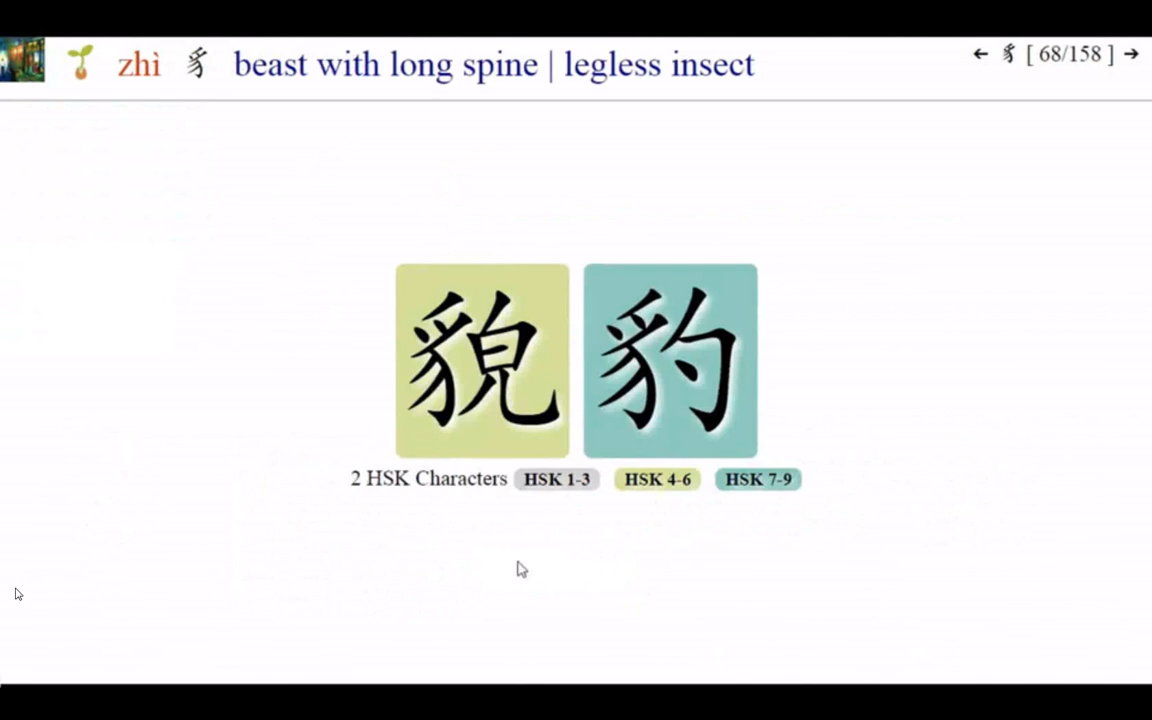 zhì 豸 beast with long spine | legless insect
← 豸 [ 68/158 ] →
貌 豹
2 HSK Characters HSK 1-3 HSK 4-6 HSK 7-9